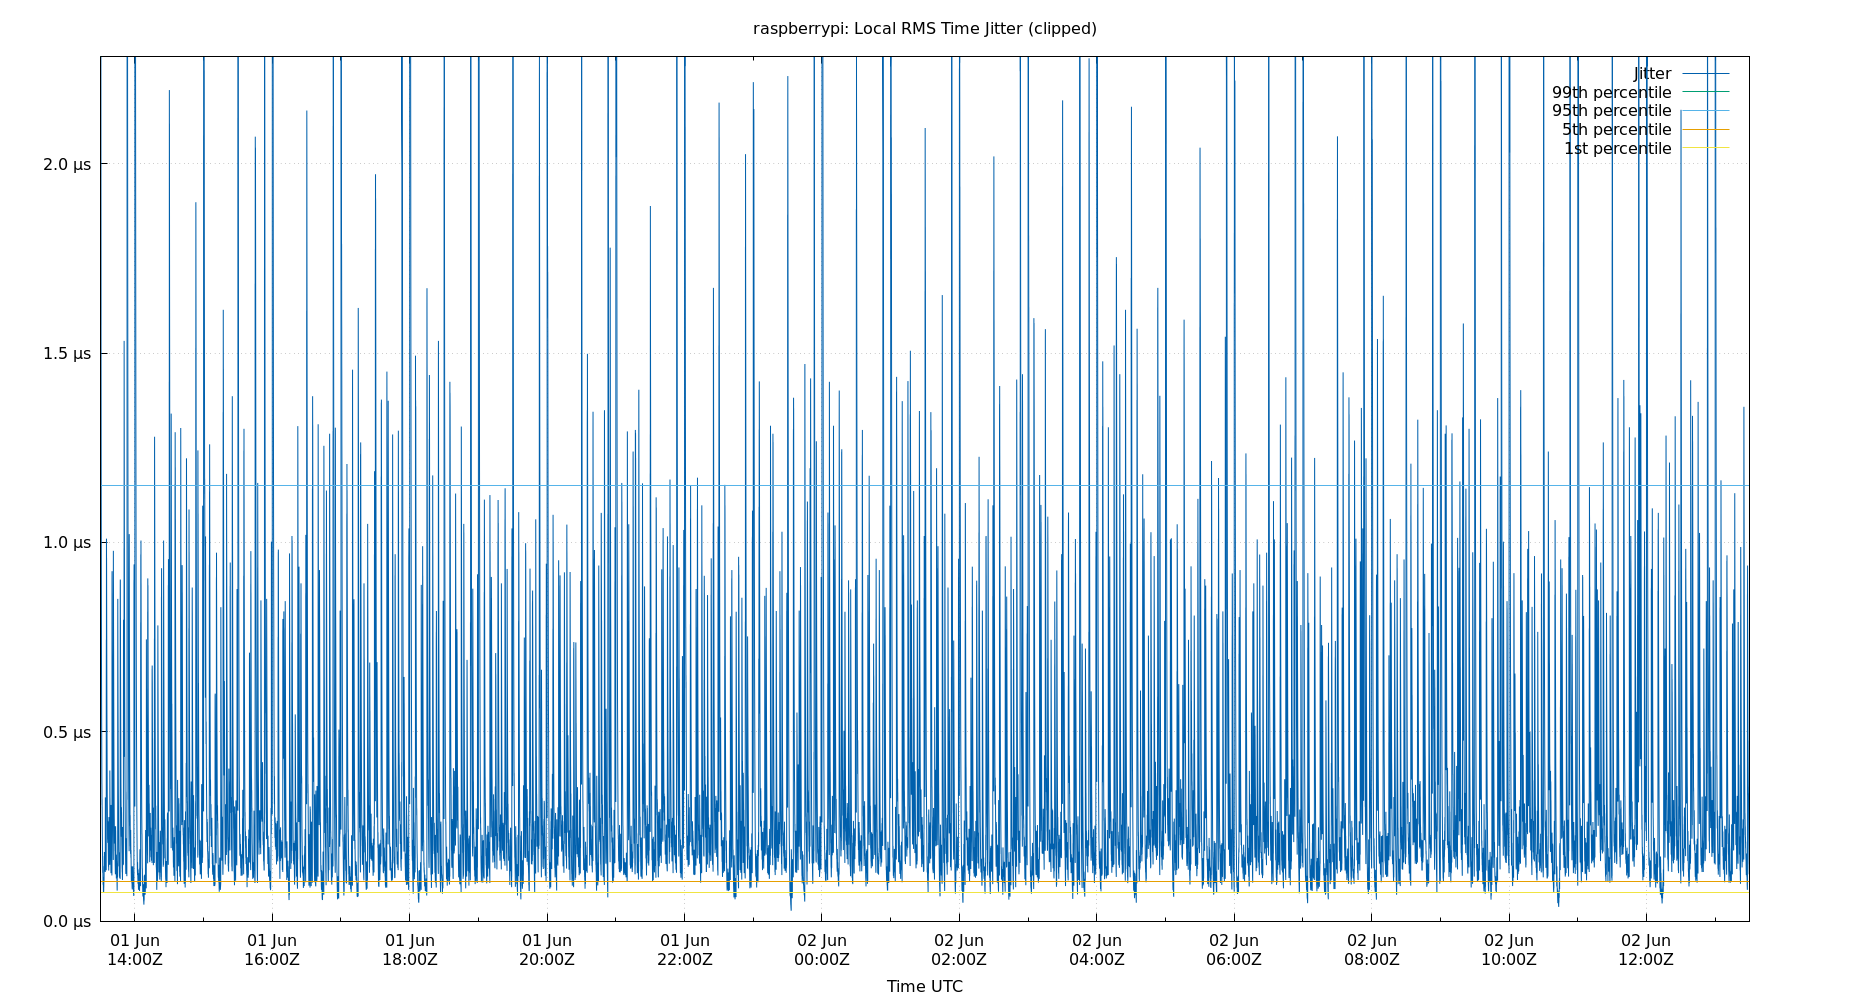 raspberrypi: Local RMS Time Jitter (clipped)
Jitter
99th percentile
95th percentile
5th percentile
1st percentile
2.0 μs
1.5 μs
1.0 μs
0.5 μs
0.0 μs
01 Jun 01 Jun 01 Jun 01 Jun 01 Jun 02 Jun 02 Jun 02 Jun 02 Jun 02 Jun 02 Jun 02 Jun
14:00Z 16:00Z 18:00Z 20:00Z 22:00Z 00:00Z 02:00Z 04:00Z 06:00Z 08:00Z 10:00Z 12:00Z
Time UTC